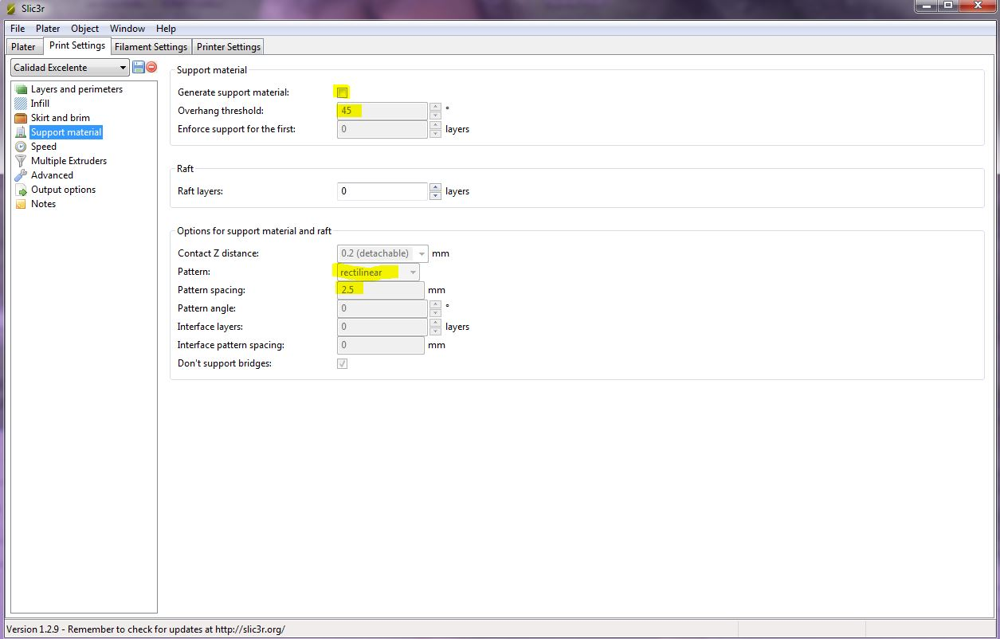 Slic3r
File Plater Object Window Help
Plater Print Settings Filament Settings Printer Settings
Calidad Excelente
Layers and perimeters
Infill
Skirt and brim
Support material
Speed
Multiple Extruders
Advanced
Output options
Notes
Support material
Generate support material:
Overhang threshold: 45 °
Enforce support for the first: 0 layers
Raft
Raft layers: 0 layers
Options for support material and raft
Contact Z distance: 0.2 (detachable) mm
Pattern: rectilinear
Pattern spacing: 2.5 mm
Pattern angle: 0 °
Interface layers: 0 layers
Interface pattern spacing: 0 mm
Don't support bridges:
Version 1.2.9 - Remember to check for updates at http://slic3r.org/